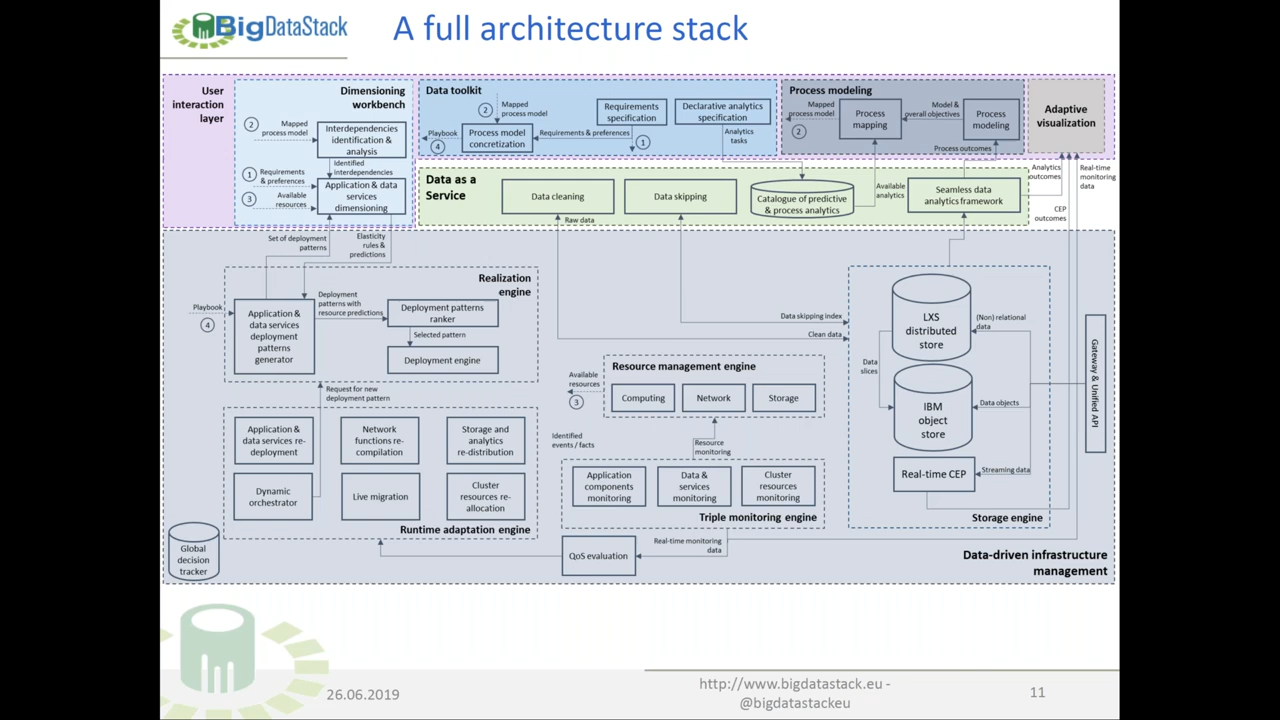 BigDataStack
A full architecture stack
User
interaction
layer
Dimensioning
workbench
2
Mapped
process model
Interdependencies
identification &
analysis
Identified
interdependencies
1
Requirements
& preferences
3
Available
resources
Application & data
services
dimensioning
Data toolkit
2
Mapped
process model
Playbook
4
Process model
concretization
Requirements
specification
Requirements & preferences
1
Declarative analytics
specification
Analytics
tasks
Process modeling
Mapped
process model
2
Process
mapping
Model &
overall objectives
Process
modeling
Process outcomes
Adaptive
visualization
Data as a
Service
Data cleaning
Raw data
Data skipping
Catalogue of predictive
& process analytics
Available
analytics
Seamless data
analytics framework
Analytics
outcomes
Real-time
monitoring
data
CEP
outcomes
Set of deployment
patterns
Elasticity
rules &
predictions
Realization
engine
Playbook
4
Application &
data services
deployment
patterns
generator
Deployment
patterns with
resource predictions
Deployment patterns
ranker
Selected pattern
Deployment engine
Request for new
deployment pattern
Data skipping index
Clean data
Resource management engine
Available
resources
3
Computing
Network
Storage
Identified
events / facts
Resource
monitoring
Application
components
monitoring
Data &
services
monitoring
Cluster
resources
monitoring
Triple monitoring engine
Application &
data services re-
deployment
Network
functions re-
compilation
Storage and
analytics
re-distribution
Dynamic
orchestrator
Live migration
Cluster
resources re-
allocation
Runtime adaptation engine
Global
decision
tracker
QoS evaluation
Real-time monitoring
data
LXS
distributed
store
(Non) relational
data
Data
slices
IBM
object
store
Data objects
Real-time CEP
Streaming data
Storage engine
Gateway & Unified API
Data-driven infrastructure
management
26.06.2019
http://www.bigdatastack.eu -
@bigdatastackeu
11